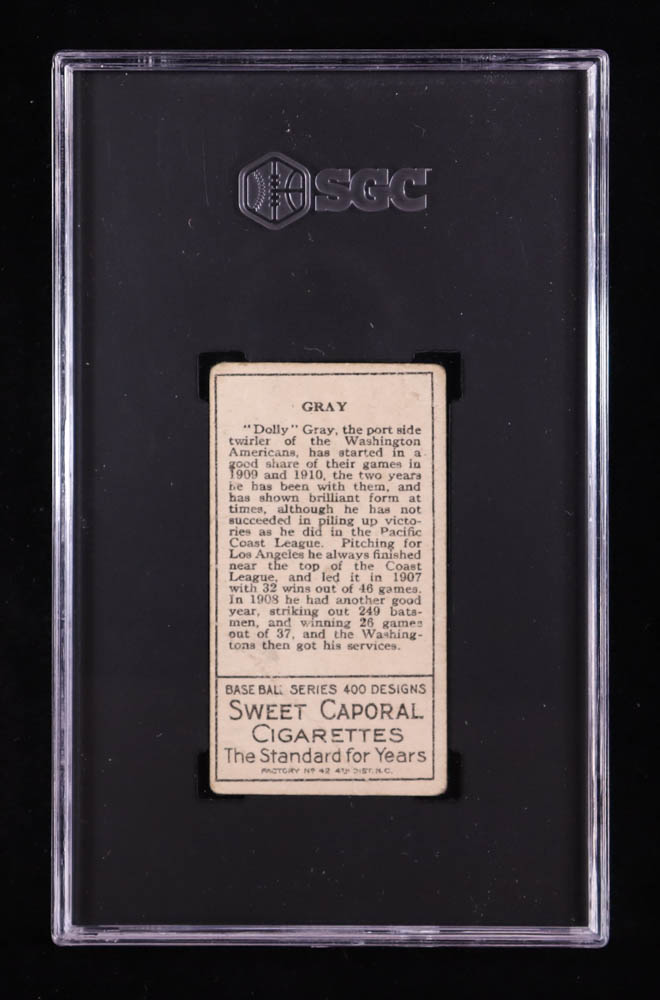 SGC
GRAY
"Dolly" Gray, the port side
twirler of the Washington
Americans, has started in a
good share of their games in
1909 and 1910, the two years
he has been with them, and
has shown brilliant form at
times, although he has not
succeeded in piling up victo-
ries as he did in the Pacific
Coast League. Pitching for
Los Angeles he always finished
near the top of the Coast
League, and led it in 1907
with 32 wins out of 46 games.
In 1908 he had another good
year, striking out 249 bats-
men, and winning 26 games
out of 37, and the Washing-
tons then got his services.
BASE BALL SERIES 400 DESIGNS
SWEET CAPORAL
CIGARETTES
The Standard for Years
FACTORY Nº 42 4TH DIST. N.C.